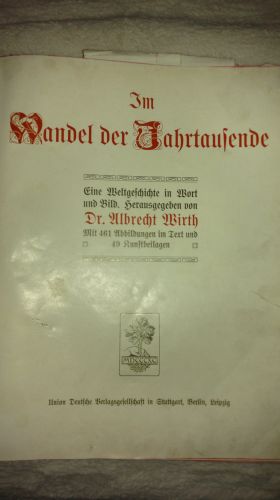 Im
Wandel der Jahrtausende
Eine Weltgeschichte in Wort
und Bild. Herausgegeben von
Dr. Albrecht Wirth
Mit 461 Abbildungen im Text und
49 Kunstbeilagen
Union Deutsche Verlagsgesellschaft in Stuttgart, Berlin, Leipzig